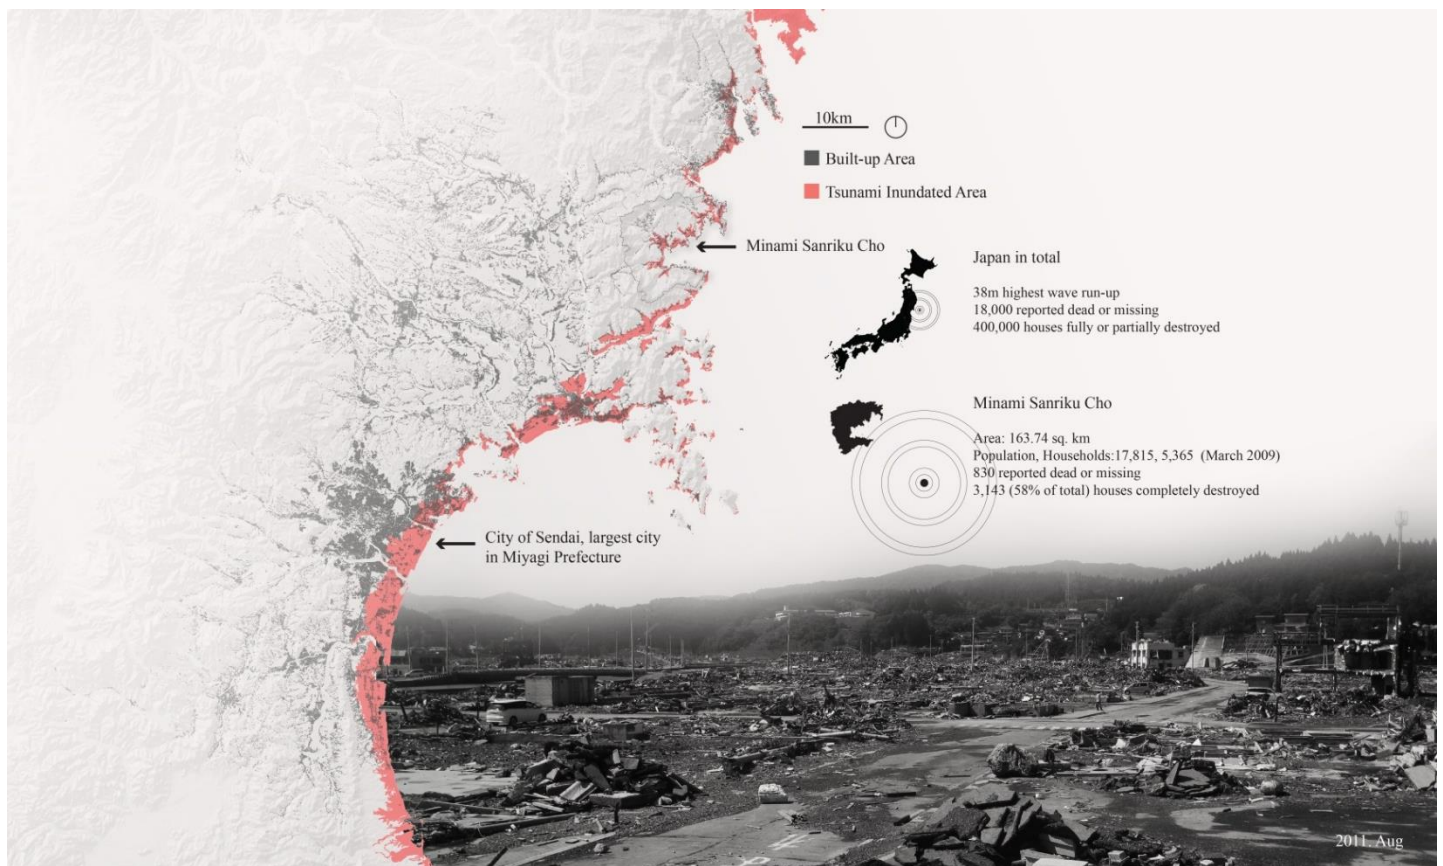 10km
Built-up Area
Tsunami Inundated Area
Minami Sanriku Cho
Japan in total
38m highest wave run-up
18,000 reported dead or missing
400,000 houses fully or partially destroyed
Minami Sanriku Cho
Area: 163.74 sq. km
Population, Households:17,815, 5,365 (March 2009)
830 reported dead or missing
3,143 (58% of total) houses completely destroyed
City of Sendai, largest city
in Miyagi Prefecture
2011. Aug